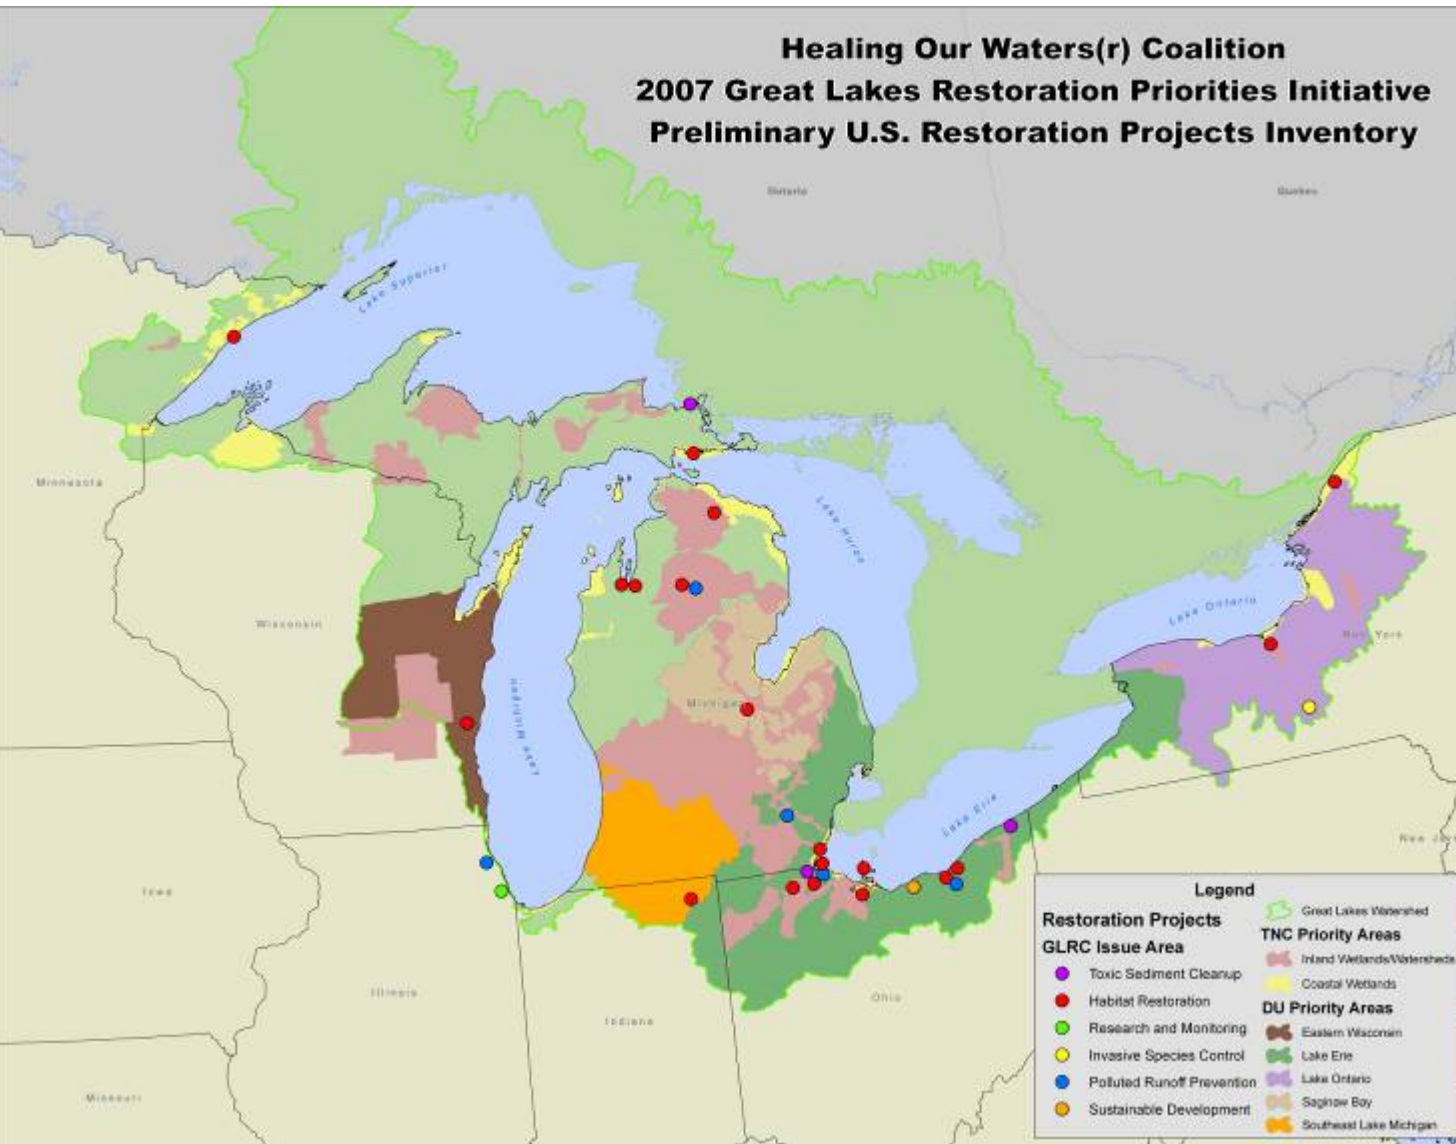 Healing Our Waters(r) Coalition
2007 Great Lakes Restoration Priorities Initiative
Preliminary U.S. Restoration Projects Inventory
Ontario
Quebec
Lake Superior
Minnesota
Lake Huron
Wisconsin
Lake Ontario
New York
Michigan
Lake Michigan
Lake Erie
New Jer
Iowa
Illinois
Indiana
Ohio
Missouri
Legend
Restoration Projects
GLRC Issue Area
Toxic Sediment Cleanup
Habitat Restoration
Research and Monitoring
Invasive Species Control
Polluted Runoff Prevention
Sustainable Development
Great Lakes Watershed
TNC Priority Areas
Inland Wetlands/Watersheds
Coastal Wetlands
DU Priority Areas
Eastern Wisconsin
Lake Erie
Lake Ontario
Saginaw Bay
Southeast Lake Michigan